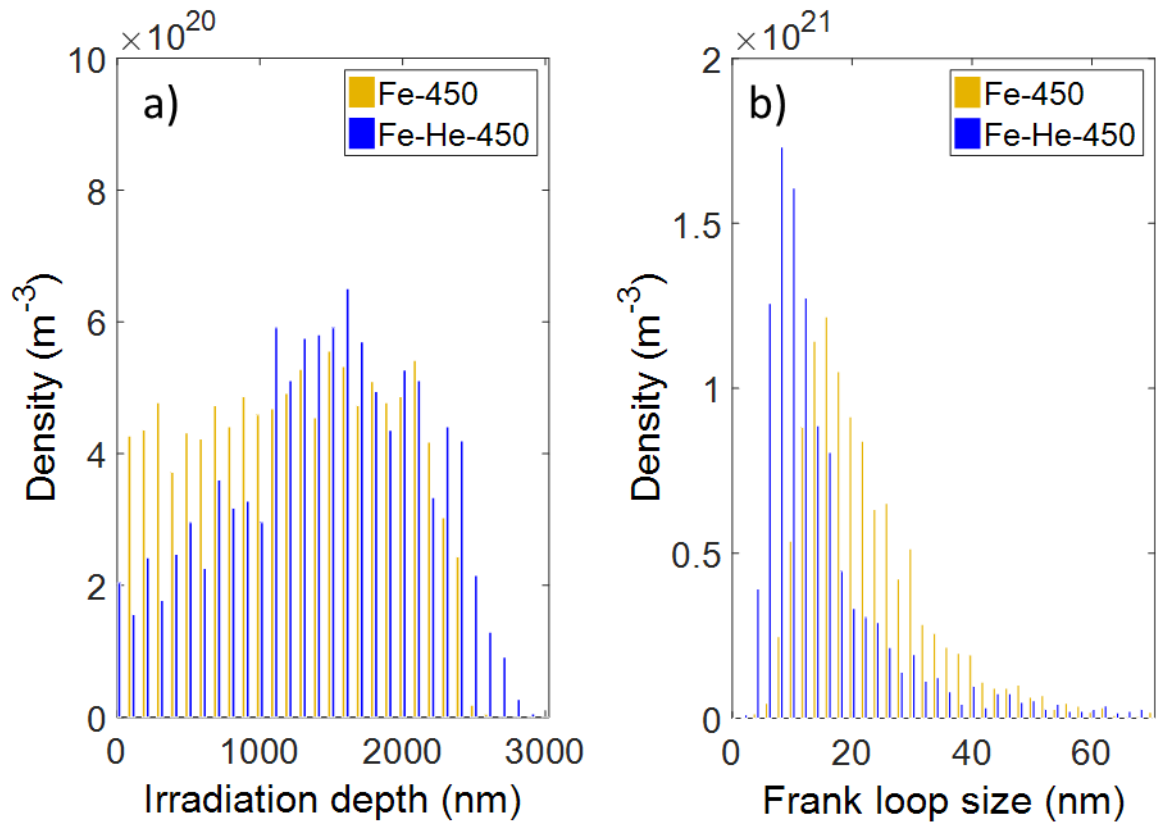 ×10^20
10
8
6
4
2
0
a)
Fe-450
Fe-He-450
Density (m^-3)
0
1000
2000
3000
Irradiation depth (nm)
×10^21
2
1.5
1
0.5
0
b)
Fe-450
Fe-He-450
Density (m^-3)
0
20
40
60
Frank loop size (nm)